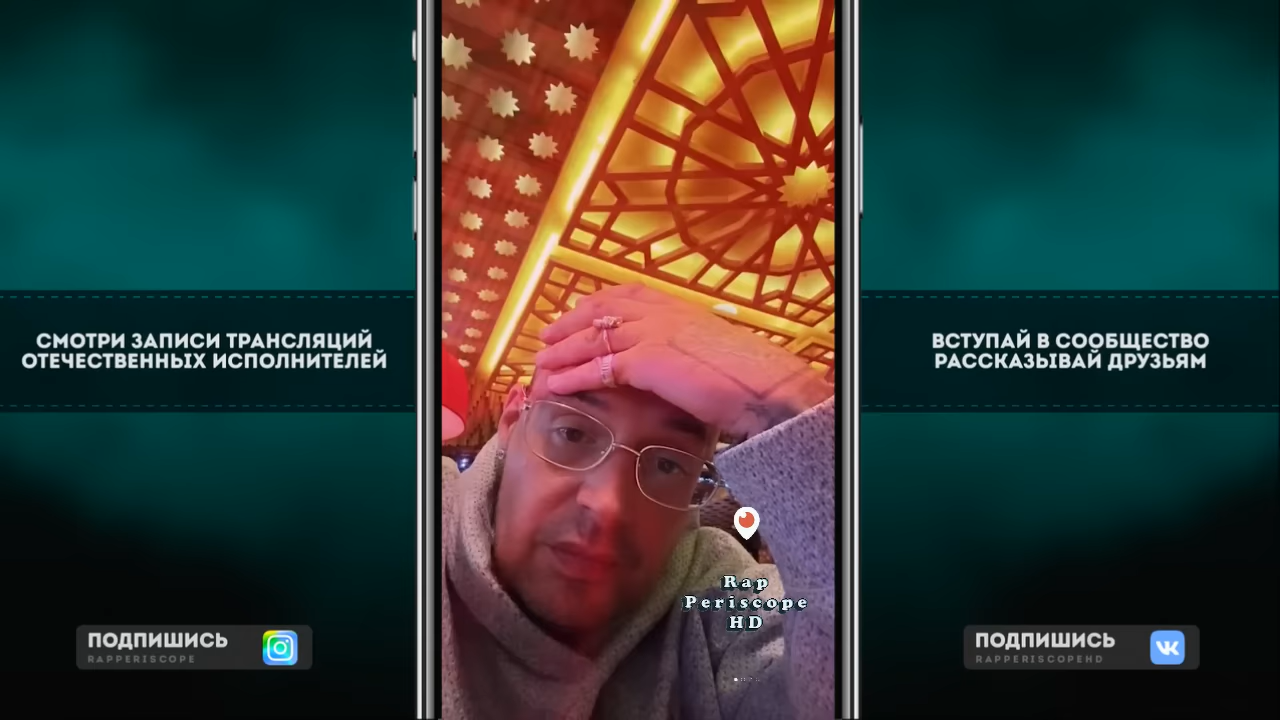 СМОТРИ ЗАПИСИ ТРАНСЛЯЦИЙ
ОТЕЧЕСТВЕННЫХ ИСПОЛНИТЕЛЕЙ
ВСТУПАЙ В СООБЩЕСТВО
РАССКАЗЫВАЙ ДРУЗЬЯМ
Rap
Periscope
HD
ПОДПИШИСЬ
RAPPERISCOPE
ПОДПИШИСЬ
RAPPERISCOPEHD